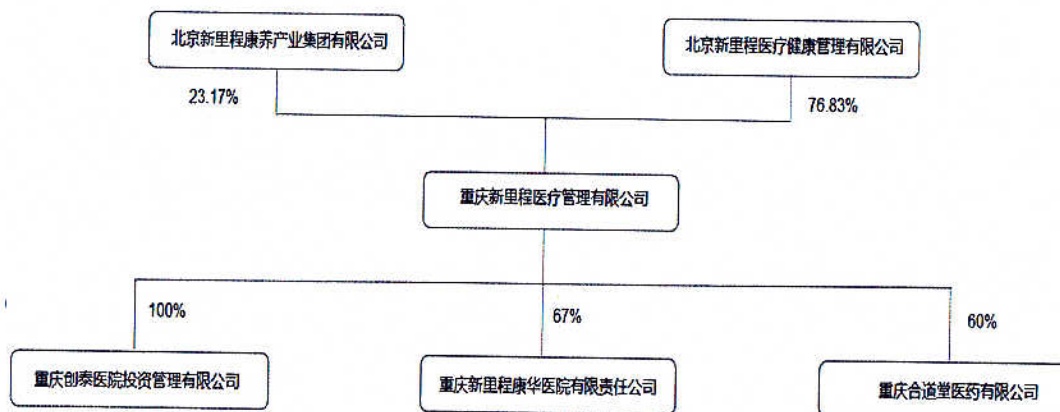 北京新里程康养产业集团有限公司
北京新里程医疗健康管理有限公司
23.17%
76.83%
重庆新里程医疗管理有限公司
100%
67%
60%
重庆创泰医院投资管理有限公司
重庆新里程康华医院有限责任公司
重庆合道堂医药有限公司